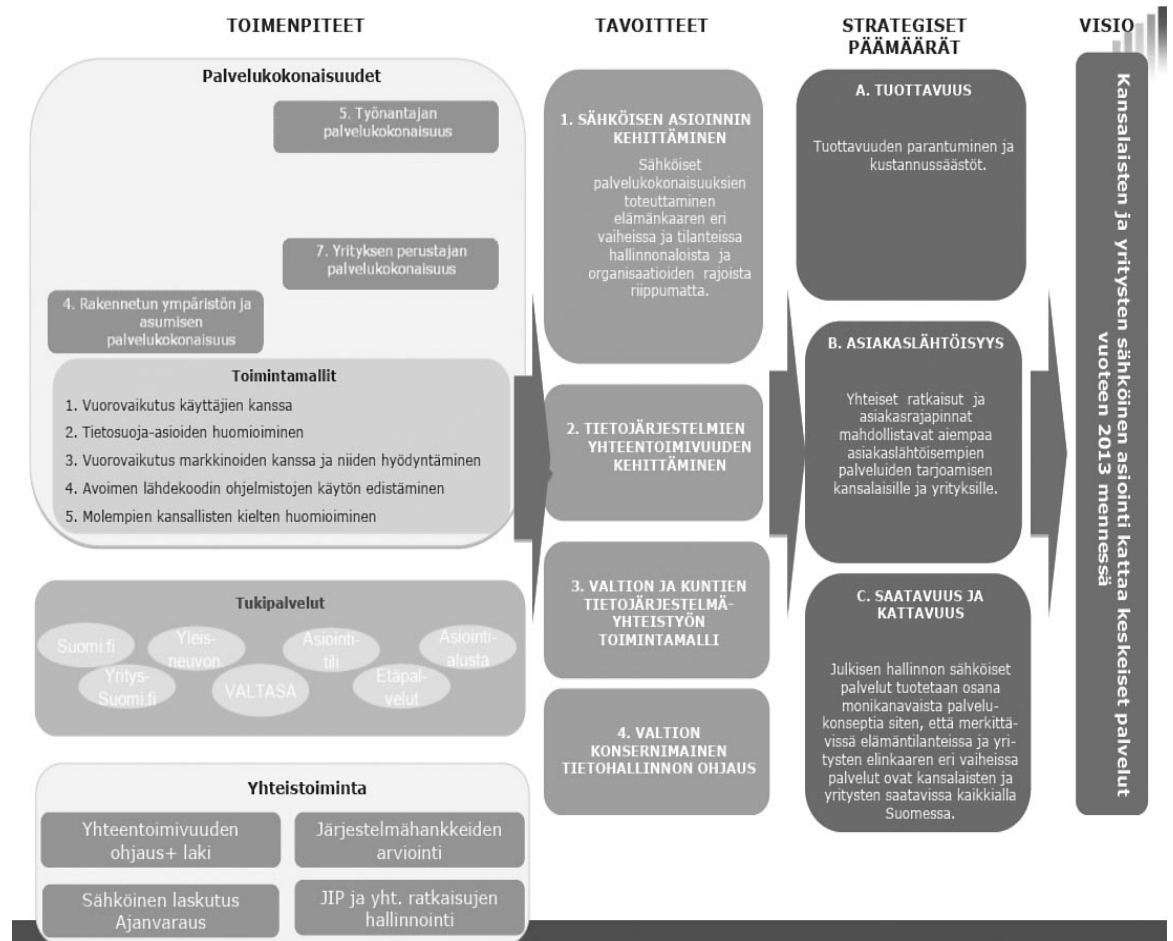 TOIMENPITEET
Palvelukokonaisuudet
5. Työnantajan
palvelukokonaisuus
7. Yrityksen perustajan
palvelukokonaisuus
4. Rakennetun ympäristön ja
asumisen
palvelukokonaisuus
Toimintamallit
1. Vuorovaikutus käyttäjien kanssa
2. Tietosuoja-asioiden huomioiminen
3. Vuorovaikutus markkinoiden kanssa ja niiden hyödyntäminen
4. Avoimen lähdekoodin ohjelmistojen käytön edistäminen
5. Molempien kansallisten kielten huomioiminen
Tukipalvelut
Suomi.fi
Yleis-
neuvon
Asiointi-
tili
Asiointi-
alusta
Yritys-
Suomi.fi
VALTASA
Etäpal-
velut
Yhteistoiminta
Yhteentoimivuuden
ohjaus+ laki
Järjestelmähankkeiden
arviointi
Sähköinen laskutus
Ajanvaraus
JIP ja yht. ratkaisujen
hallinnointi
TAVOITTEET
1. SÄHKÖISEN ASIOINNIN
KEHITTÄMINEN
Sähköiset
palvelukokonaisuuksien
toteuttaminen
elämänkaaren eri
vaiheissa ja tilanteissa
hallinnonaloista ja
organisaatioiden rajoista
riippumatta.
2. TIETOJÄRJESTELMIEN
YHTEENTOIMIVUUDEN
KEHITTÄMINEN
3. VALTION JA KUNTIEN
TIETOJÄRJESTELMÄ-
YHTEISTYÖN
TOIMINTAMALLI
4. VALTION
KONSERNIMAINEN
TIETOHALLINNON OHJAUS
STRATEGISET
PÄÄMÄÄRÄT
A. TUOTTAVUUS
Tuottavuuden parantuminen ja
kustannussäästöt.
B. ASIAKASLÄHTÖISYYS
Yhteiset ratkaisut ja
asiakasrajapinnat
mahdollistavat aiempaa
asiakaslähtöisempien
palveluiden tarjoamisen
kansalaisille ja yrityksille.
C. SAATAVUUS JA
KATTAVUUS
Julkisen hallinnon sähköiset
palvelut tuotetaan osana
monikanavaista palvelu-
konseptia siten, että merkittä-
vissä elämäntilanteissa ja yri-
tysten elinkaaren eri vaiheissa
palvelut ovat kansalaisten ja
yritysten saatavissa kaikkialla
Suomessa.
VISIO
Kansalaisten ja yritysten sähköinen asiointi kattaa keskeiset palvelut
vuoteen 2013 mennessä